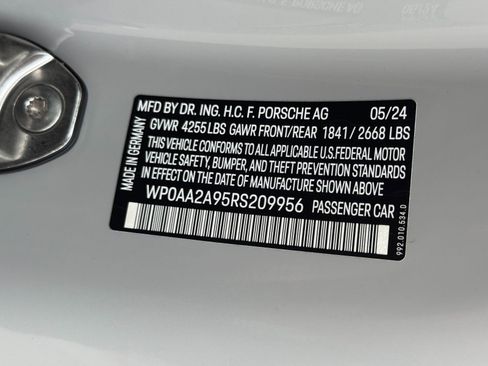 MFD BY DR. ING. H.C. F. PORSCHE AG 05/24
GVWR 4255 LBS GAWR FRONT/REAR 1841 / 2668 LBS
THIS VEHICLE CONFORMS TO ALL APPLICABLE U.S.FEDERAL MOTOR
VEHICLE SAFETY, BUMPER, AND THEFT PREVENTION STANDARDS
IN EFFECT ON THE DATE OF MANUFACTURE SHOWN ABOVE
WP0AA2A95RS209956 PASSENGER CAR
MADE IN GERMANY
992.010.534.D